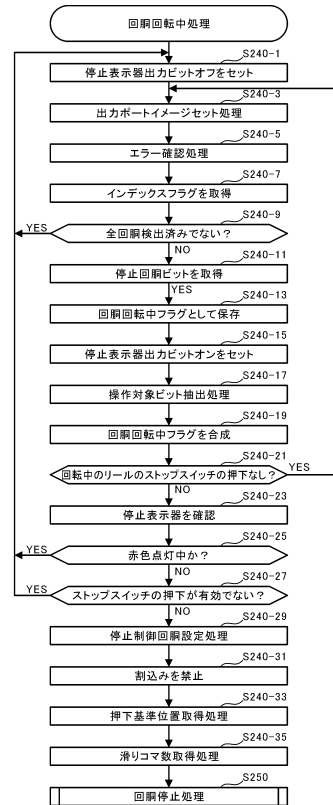 回胴回転中処理
S240-1
停止表示器出力ビットオフをセット
S240-3
出力ポートイメージセット処理
S240-5
エラー確認処理
S240-7
インデックスフラグを取得
S240-9
YES
全回胴検出済みでない？
NO
S240-11
停止回胴ビットを取得
YES
S240-13
回胴回転中フラグとして保存
S240-15
停止表示器出力ビットオンをセット
S240-17
操作対象ビット抽出処理
S240-19
回胴回転中フラグを合成
S240-21
回転中のリールのストップスイッチの押下なし？
YES
NO
S240-23
停止表示器を確認
S240-25
YES
赤色点灯中か？
NO
S240-27
YES
ストップスイッチの押下が有効でない？
NO
S240-29
停止制御回胴設定処理
S240-31
割込みを禁止
S240-33
押下基準位置取得処理
S240-35
滑りコマ数取得処理
S250
回胴停止処理